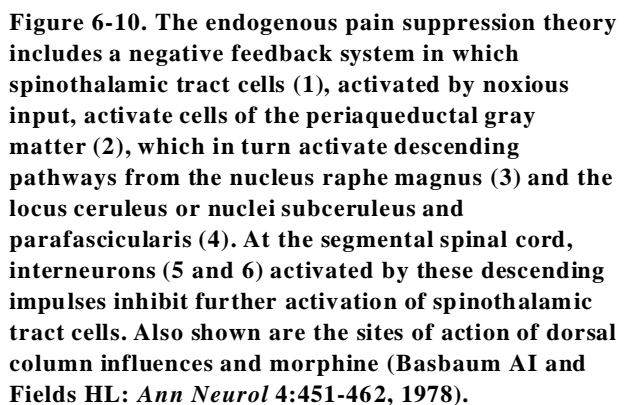 Figure 6-10. The endogenous pain suppression theory
includes a negative feedback system in which
spinothalamic tract cells (1), activated by noxious
input, activate cells of the periaqueductal gray
matter (2), which in turn activate descending
pathways from the nucleus raphe magnus (3) and the
locus ceruleus or nuclei subceruleus and
parafascicularis (4). At the segmental spinal cord,
interneurons (5 and 6) activated by these descending
impulses inhibit further activation of spinothalamic
tract cells. Also shown are the sites of action of dorsal
column influences and morphine (Basbaum AI and
Fields HL: Ann Neurol 4:451-462, 1978).